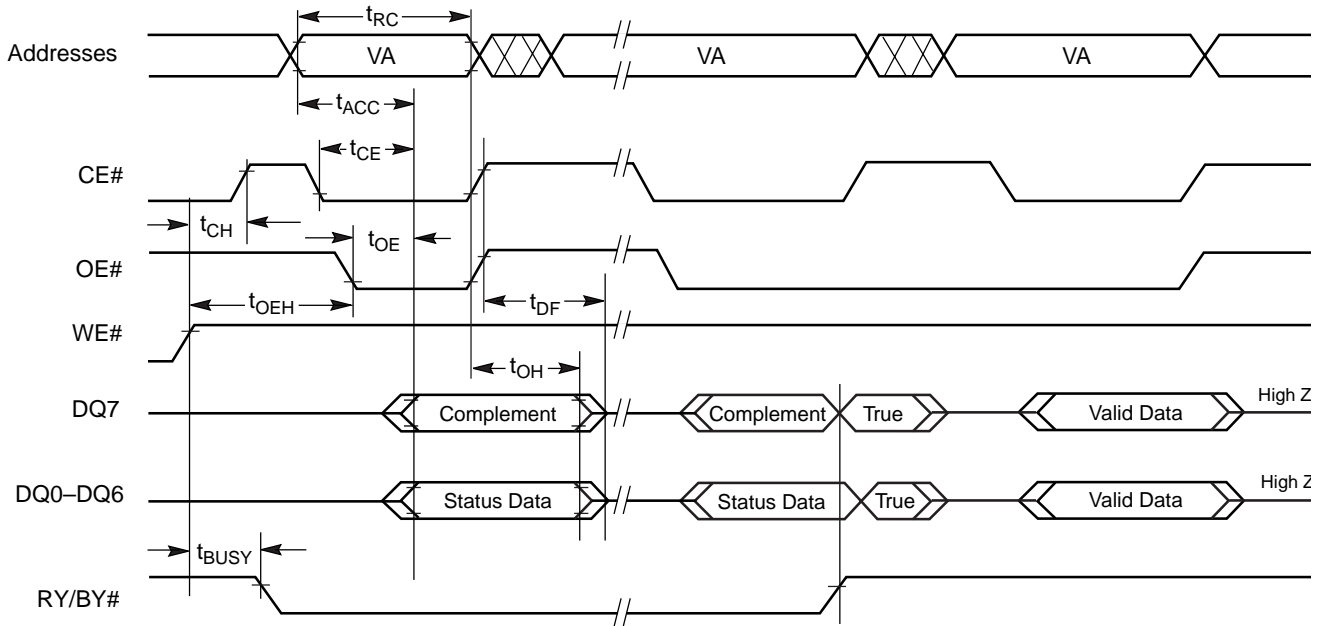 tRC
Addresses VA VA VA
tACC
tCE
CE#
tCH tOE
OE#
tOEH tDF
WE#
tOH
DQ7 Complement Complement True Valid Data High Z
DQ0–DQ6 Status Data Status Data True Valid Data High Z
tBUSY
RY/BY#